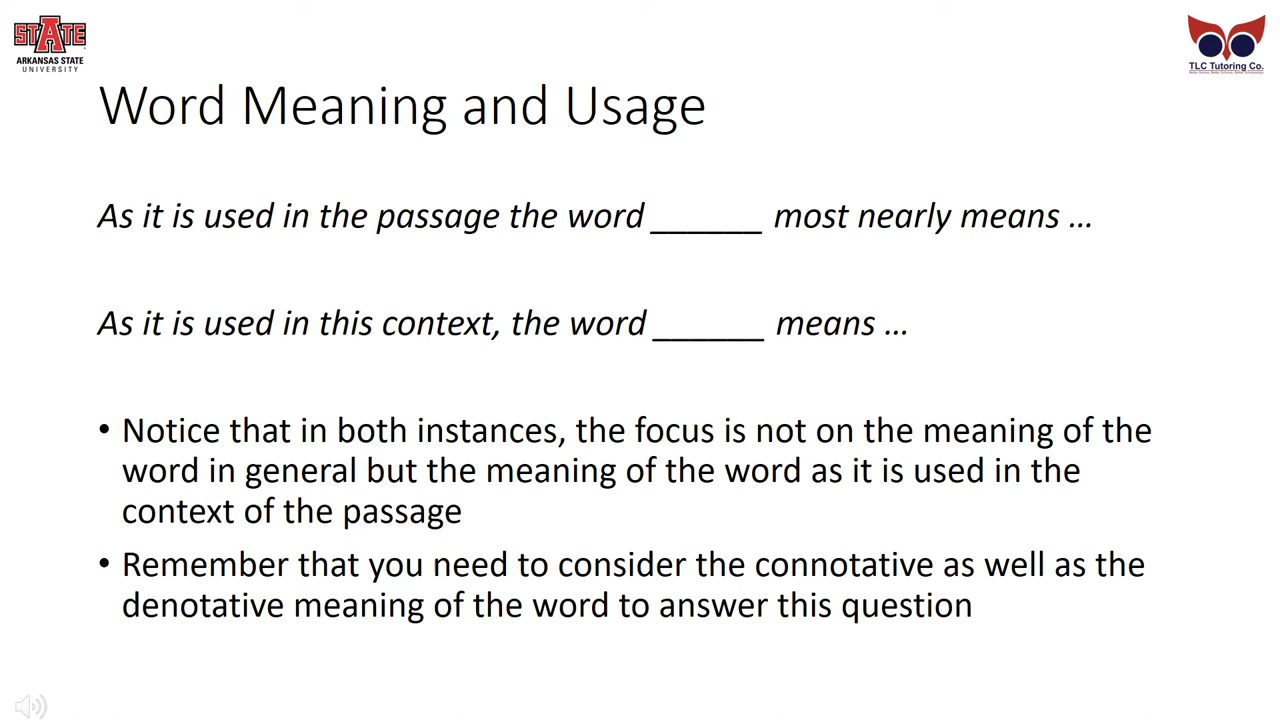 STATE
ARKANSAS STATE
UNIVERSITY
TLC Tutoring Co.
Word Meaning and Usage
As it is used in the passage the word ______ most nearly means …
As it is used in this context, the word ______ means …
• Notice that in both instances, the focus is not on the meaning of the
word in general but the meaning of the word as it is used in the
context of the passage
• Remember that you need to consider the connotative as well as the
denotative meaning of the word to answer this question